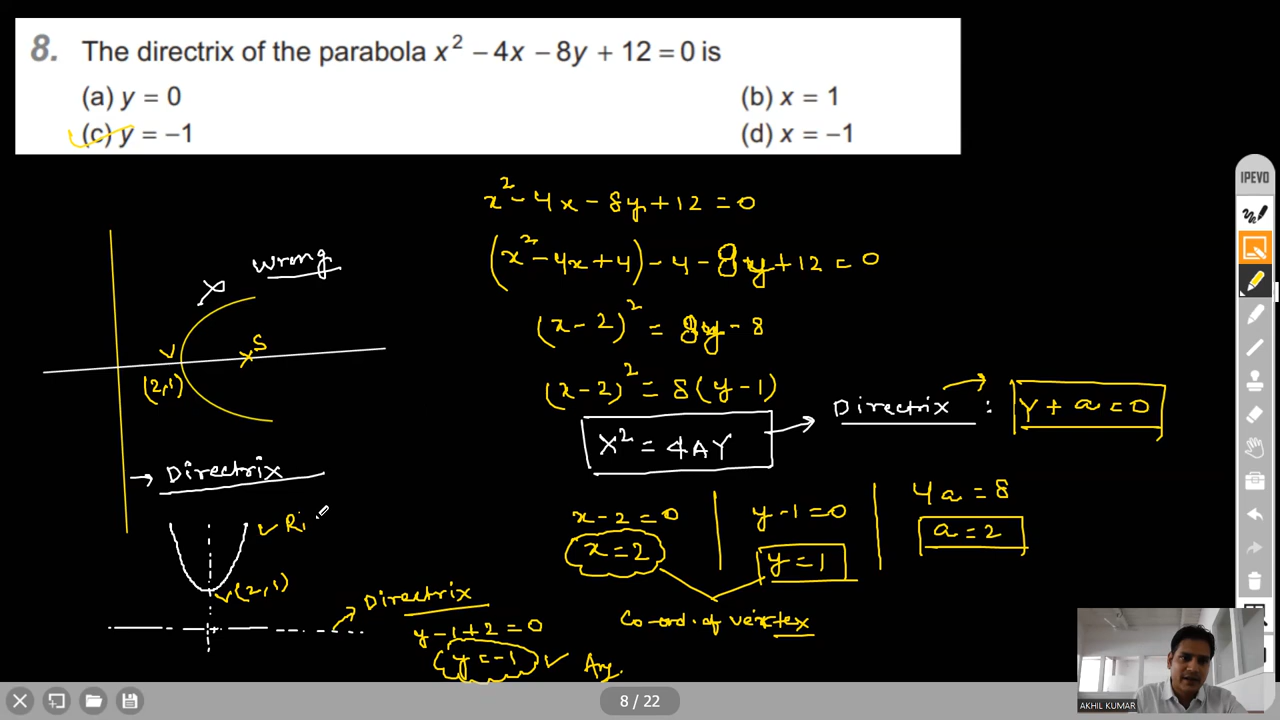 8. The directrix of the parabola x² – 4x – 8y + 12 = 0 is
(a) y = 0
(b) x = 1
(c) y = –1
(d) x = –1
IPEVO
x² - 4x - 8y + 12 = 0
(x² - 4x + 4) - 4 - 8y + 12 = 0
(x - 2)² = 8y - 8
(x - 2)² = 8(y - 1)
X² = 4AY
Directrix :
Y + a = 0
x - 2 = 0
x = 2
y - 1 = 0
y = 1
4a = 8
a = 2
Co-ord. of vertex
Wrong
V
S
(2,1)
Directrix
Ri
(2,1)
Directrix
y - 1 + 2 = 0
y = -1
8 / 22
AKHIL KUMAR